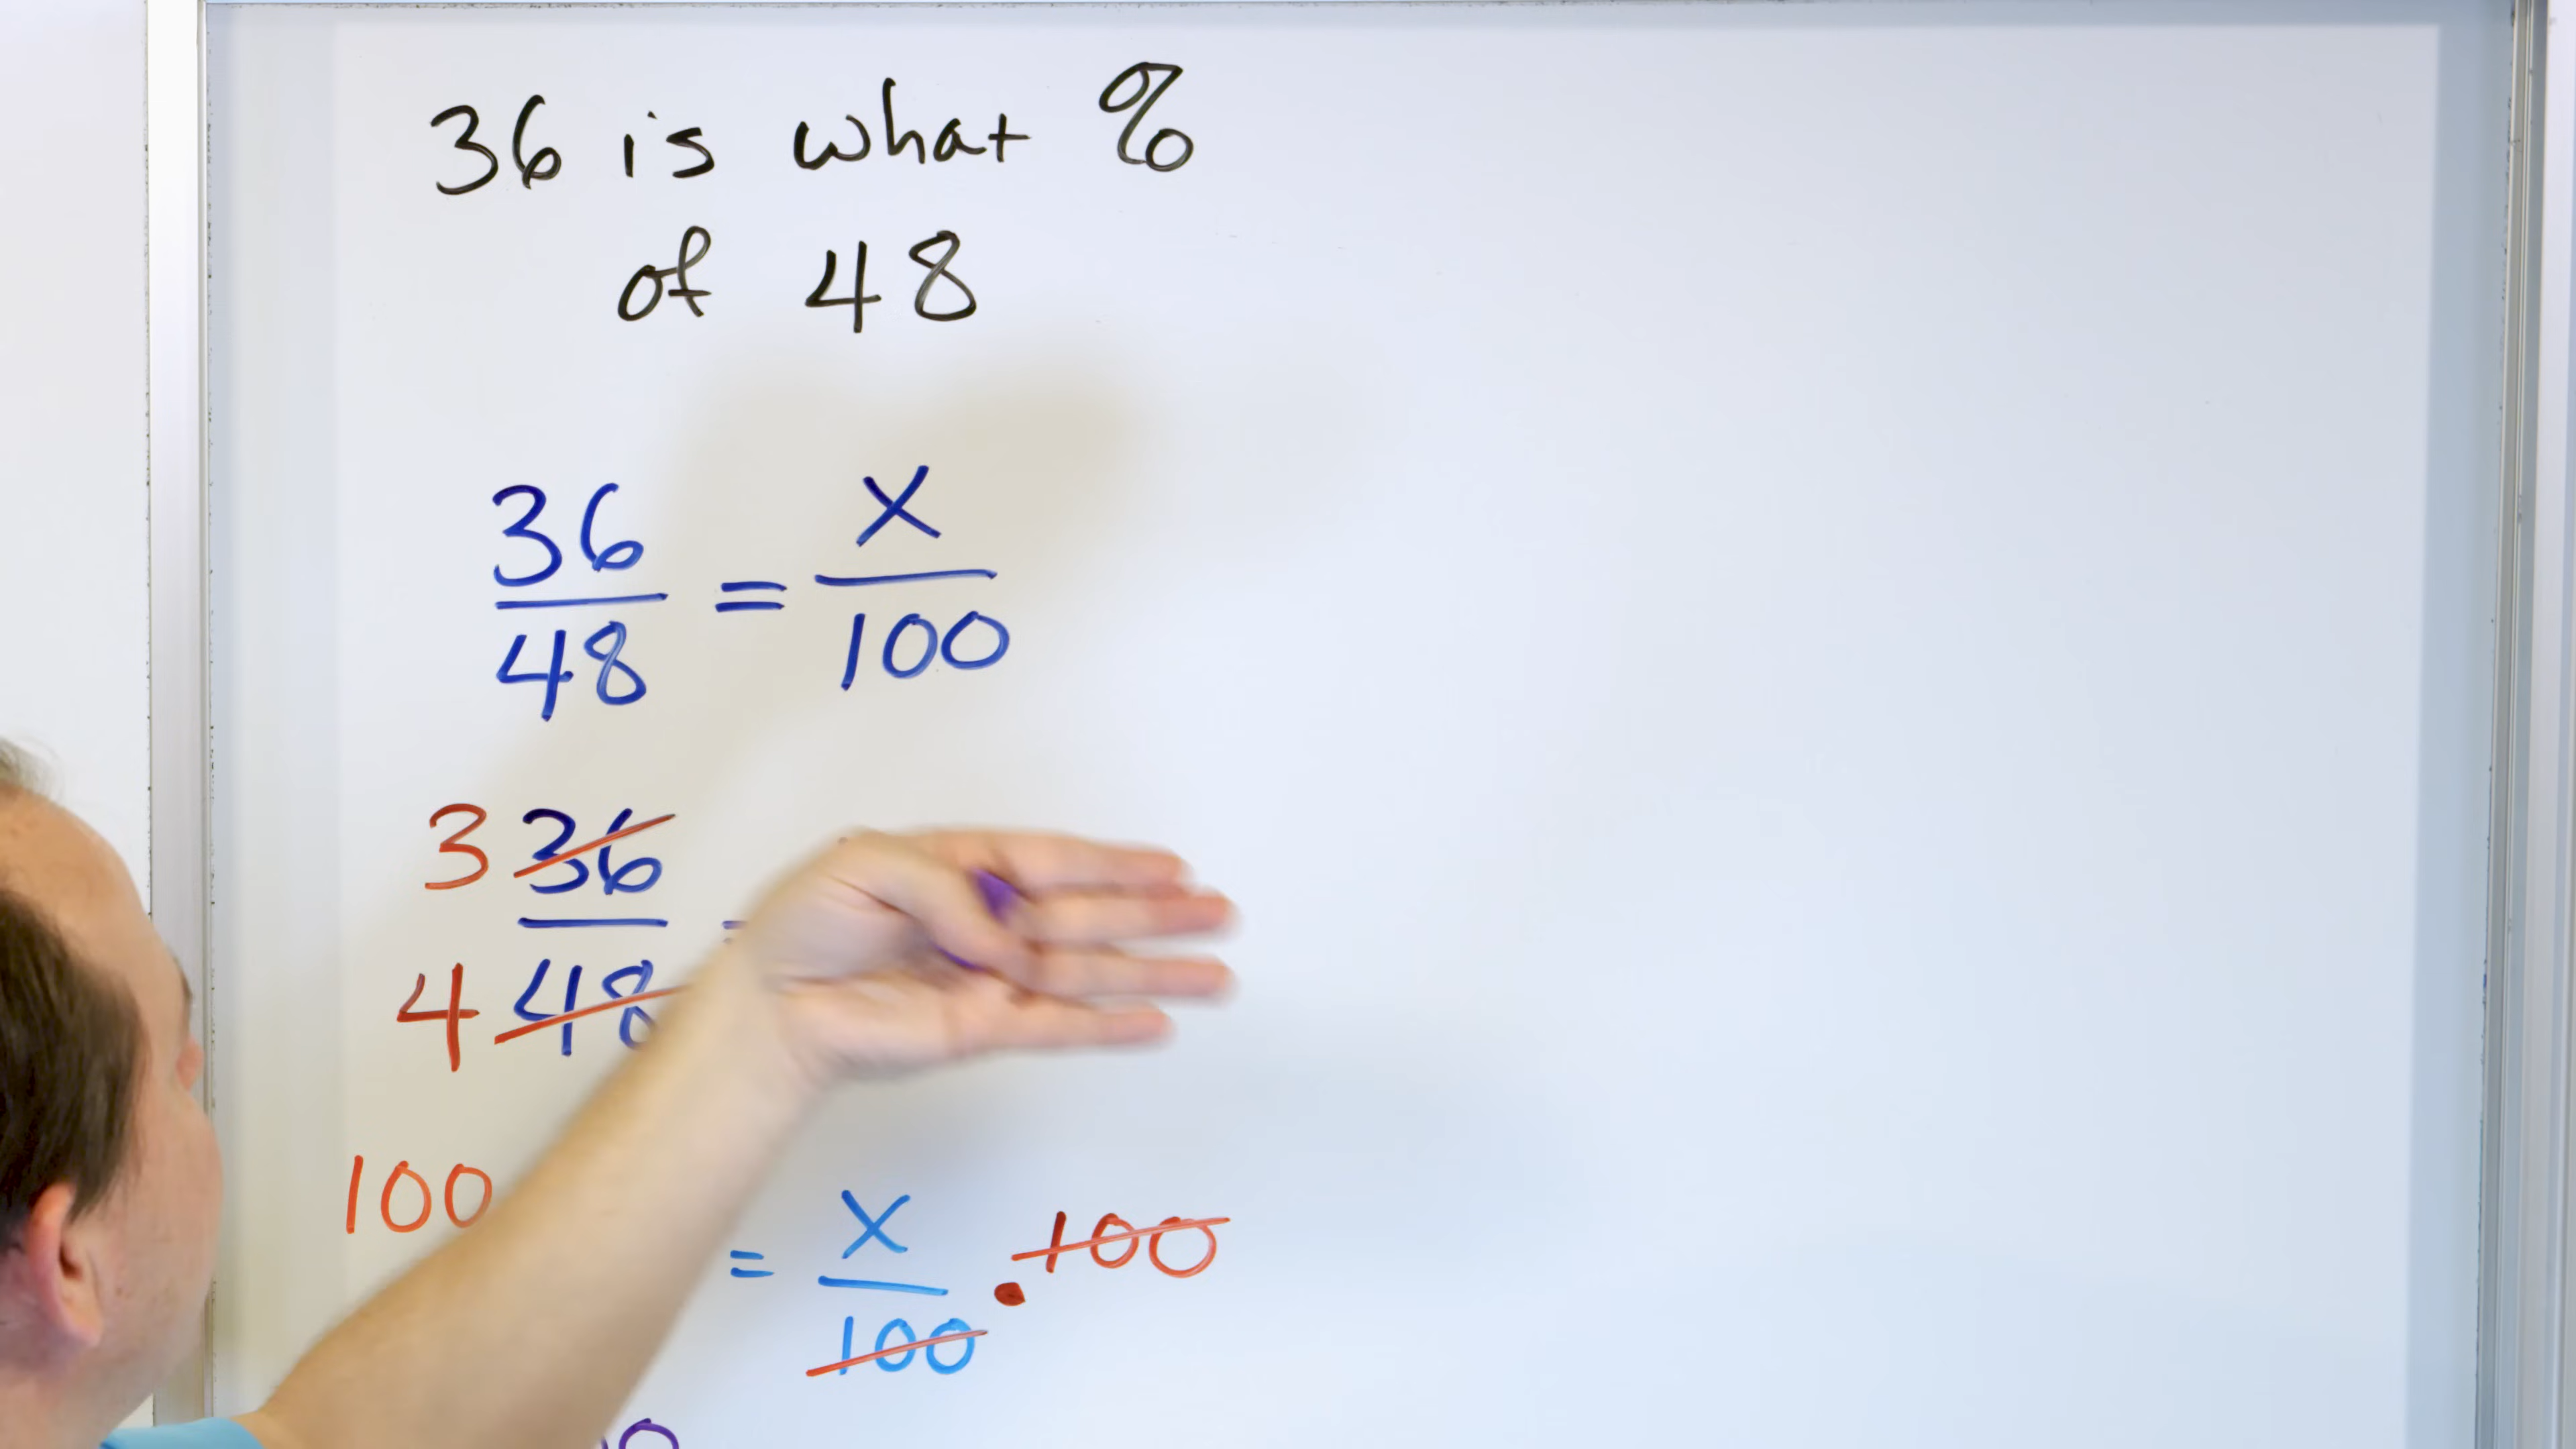 36 is what %
of 48
36/48 = x/100
3 36
4 48
100
= x/100 . 100